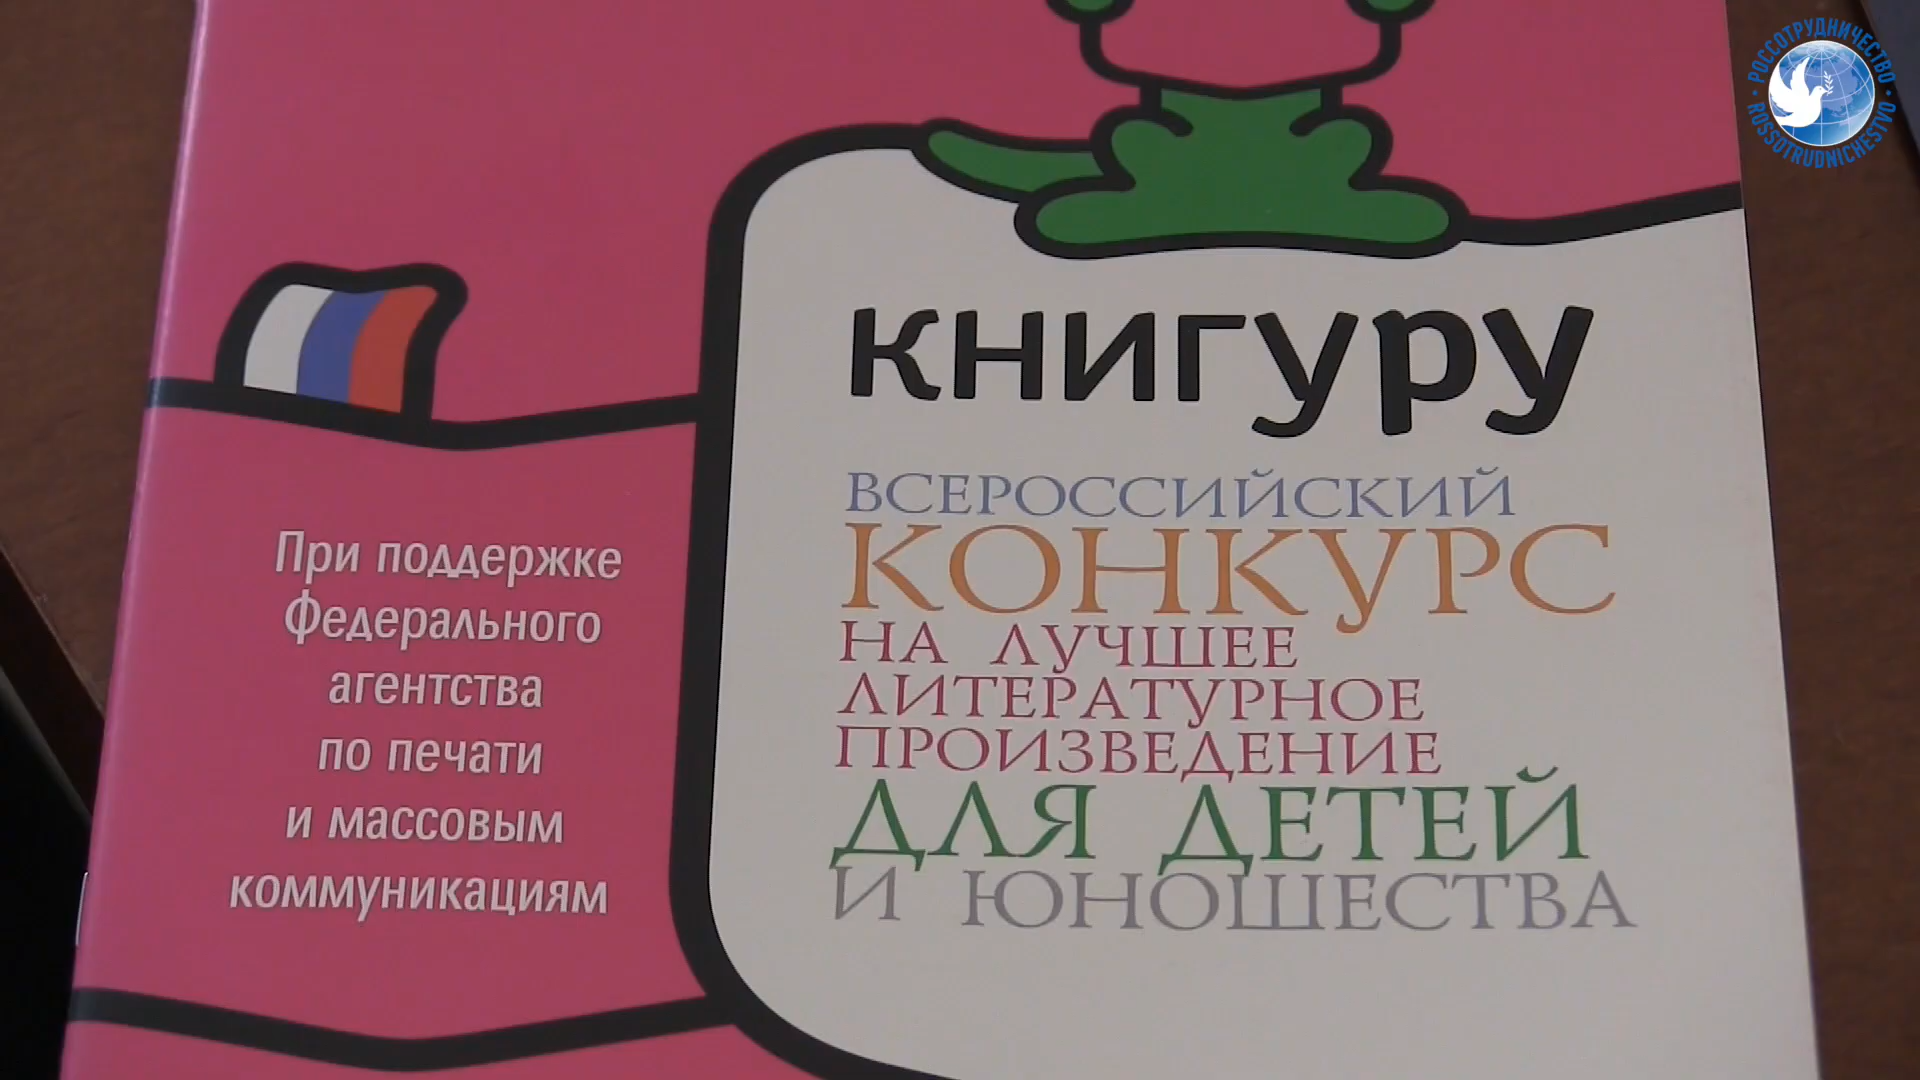 РОССОТРУДНИЧЕСТВО
ROSSOTRUDNICHESTVO
книгуру
ВСЕРОССИЙСКИЙ
КОНКУРС
НА ЛУЧШЕЕ
ЛИТЕРАТУРНОЕ
ПРОИЗВЕДЕНИЕ
ДЛЯ ДЕТЕЙ
И ЮНОШЕСТВА
При поддержке
федерального
агентства
по печати
и массовым
коммуникациям